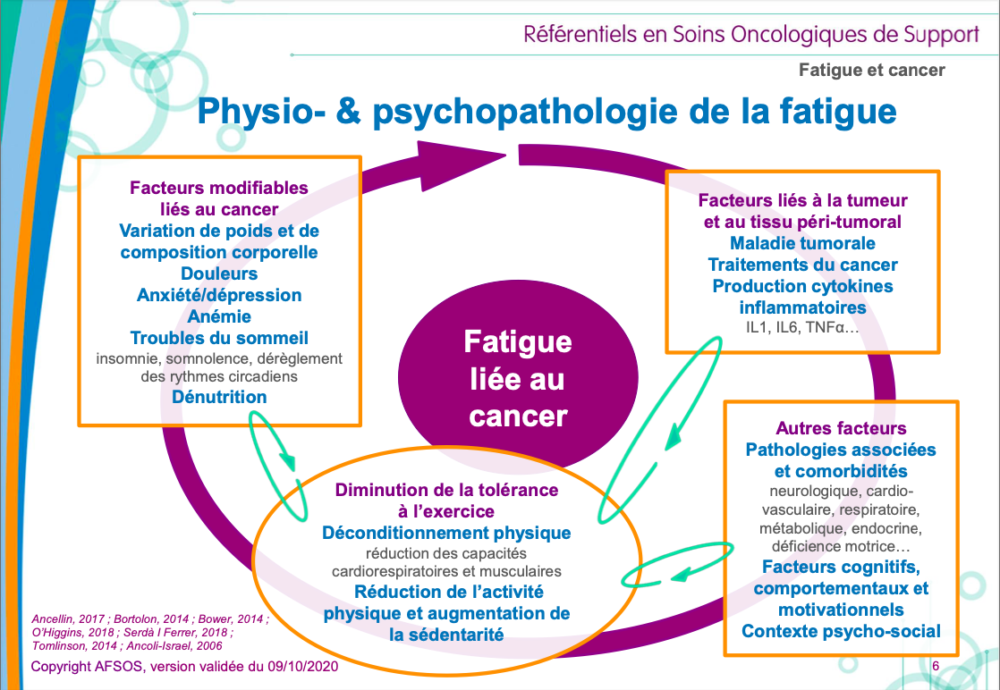 Référentiels en Soins Oncologiques de Support
Fatigue et cancer
Physio- & psychopathologie de la fatigue
Facteurs modifiables
liés au cancer
Variation de poids et de
composition corporelle
Douleurs
Anxiété/dépression
Anémie
Troubles du sommeil
insomnie, somnolence, dérèglement
des rythmes circadiens
Dénutrition
Facteurs liés à la tumeur
et au tissu péri-tumoral
Maladie tumorale
Traitements du cancer
Production cytokines
inflammatoires
IL1, IL6, TNFα…
Fatigue
liée au
cancer
Autres facteurs
Pathologies associées
et comorbidités
neurologique, cardio-
vasculaire, respiratoire,
métabolique, endocrine,
déficience motrice…
Facteurs cognitifs,
comportementaux et
motivationnels
Contexte psycho-social
Diminution de la tolérance
à l’exercice
Déconditionnement physique
réduction des capacités
cardiorespiratoires et musculaires
Réduction de l’activité
physique et augmentation de
la sédentarité
Ancellin, 2017 ; Bortolon, 2014 ; Bower, 2014 ;
O’Higgins, 2018 ; Serdà I Ferrer, 2018 ;
Tomlinson, 2014 ; Ancoli-Israel, 2006
Copyright AFSOS, version validée du 09/10/2020
6